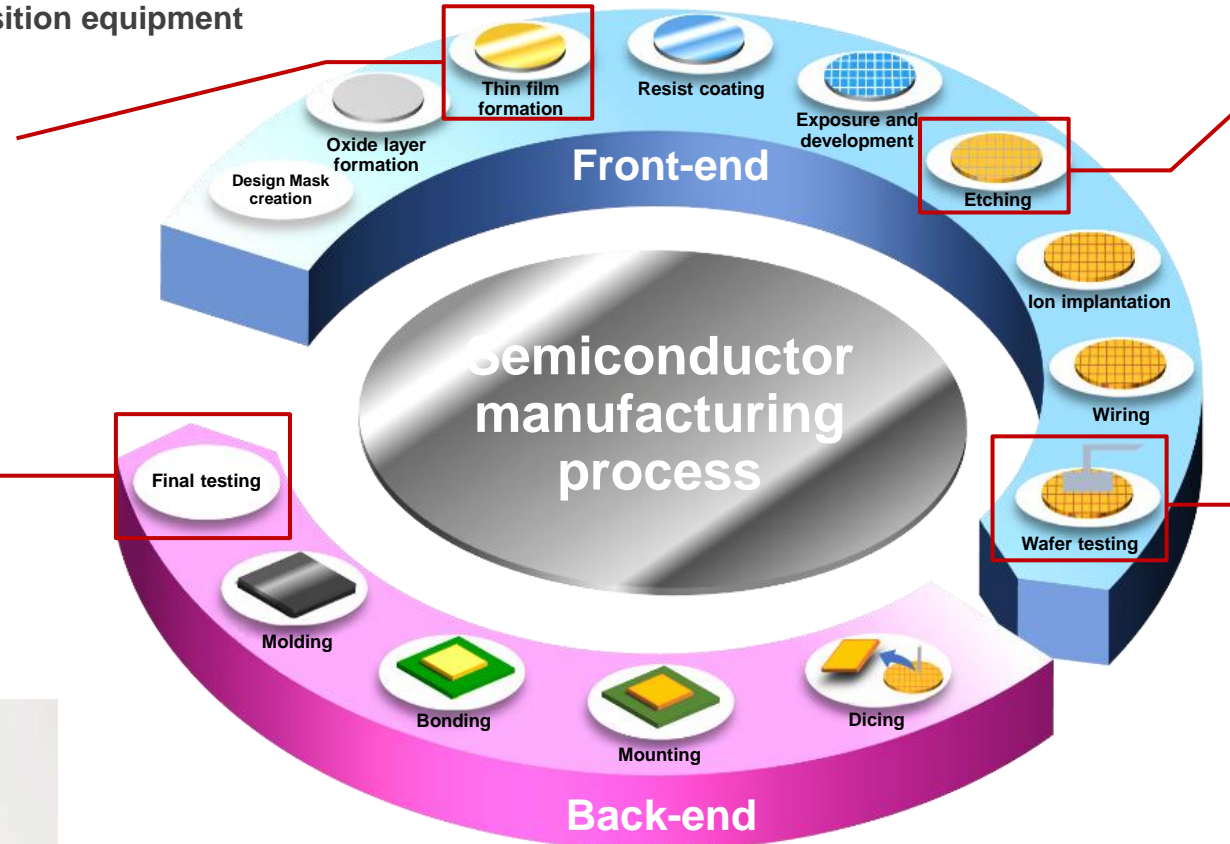 sition equipment
Thin film
formation
Resist coating
Exposure and
development
Oxide layer
formation
Design Mask
creation
Front-end
Etching
Ion implantation
Wiring
Wafer testing
Semiconductor
manufacturing
process
Final testing
Molding
Bonding
Mounting
Dicing
Back-end